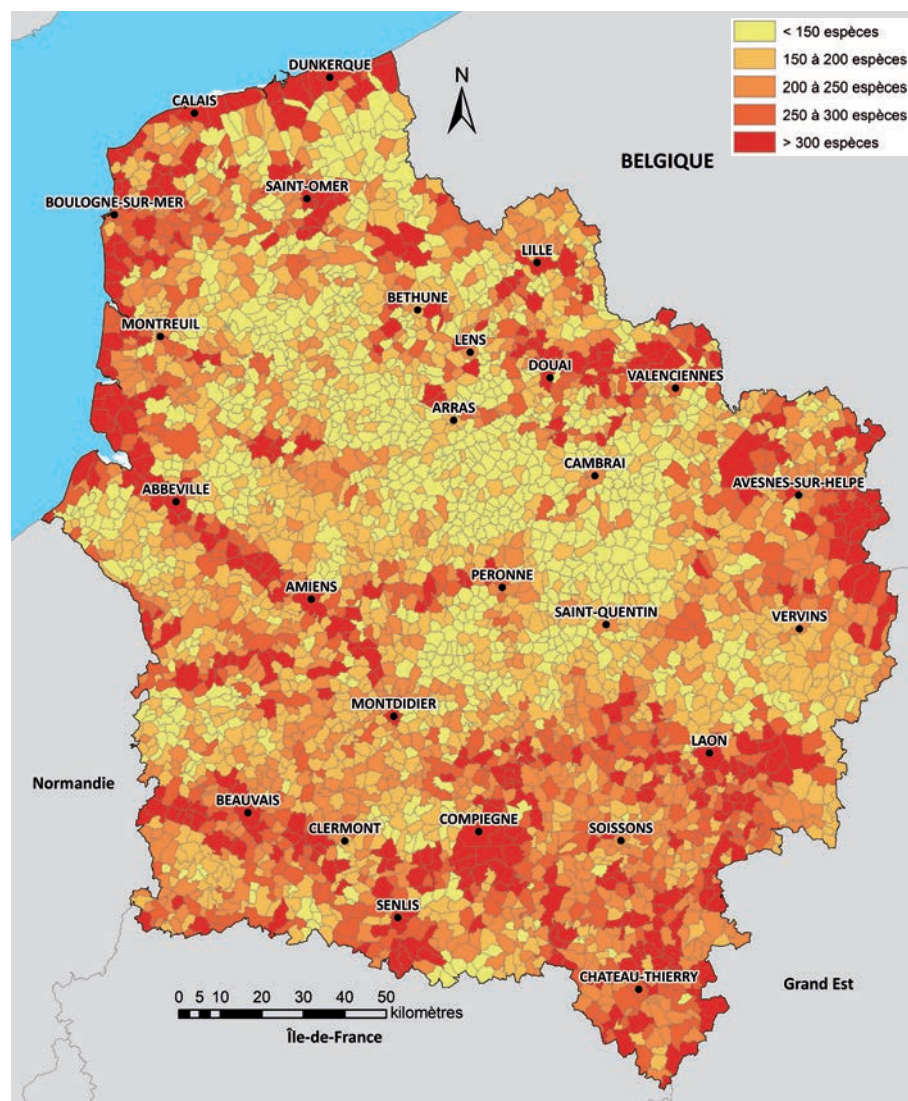 < 150 espèces
150 à 200 espèces
200 à 250 espèces
250 à 300 espèces
> 300 espèces
DUNKERQUE
N
CALAIS
BELGIQUE
SAINT-OMER
BOULOGNE-SUR-MER
LILLE
BETHUNE
MONTREUIL
LENS
DOUAI
VALENCIENNES
ARRAS
CAMBRAI
AVESNES-SUR-HELPE
ABBEVILLE
PERONNE
AMIENS
SAINT-QUENTIN
VERVINS
MONTDIDIER
LAON
Normandie
BEAUVAIS
COMPIEGNE
CLERMONT
SOISSONS
SENLIS
CHATEAU-THIERRY
Grand Est
0 5 10 20 30 40 50
kilomètres
Île-de-France